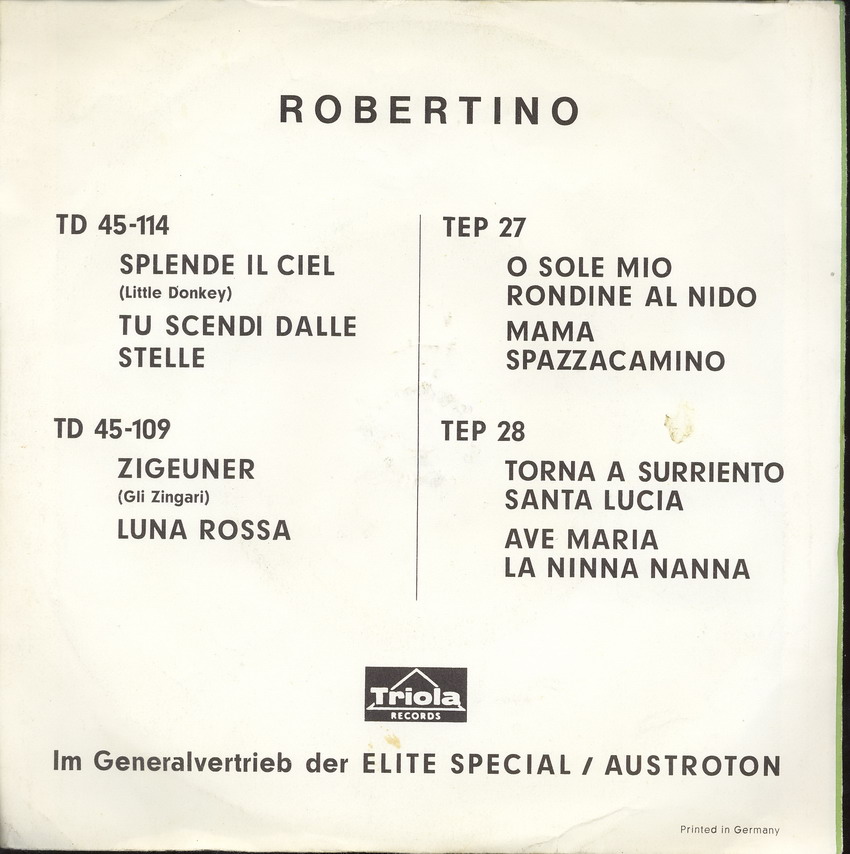 ROBERTINO
TD 45-114
SPLENDE IL CIEL
(Little Donkey)
TU SCENDI DALLE
STELLE
TD 45-109
ZIGEUNER
(Gli Zingari)
LUNA ROSSA
TEP 27
O SOLE MIO
RONDINE AL NIDO
MAMA
SPAZZACAMINO
TEP 28
TORNA A SURRIENTO
SANTA LUCIA
AVE MARIA
LA NINNA NANNA
Triola
RECORDS
Im Generalvertrieb der ELITE SPECIAL / AUSTROTON
Printed in Germany